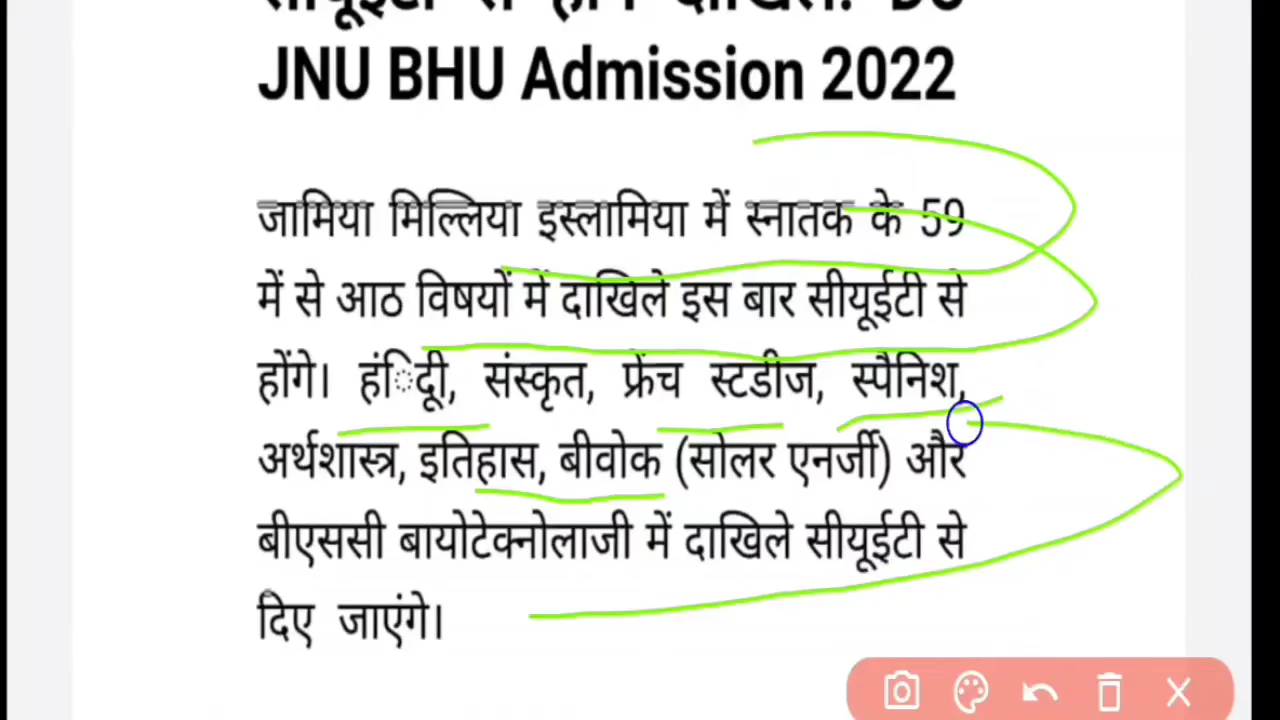 JNU BHU Admission 2022
जामिया मिल्लिया इस्लामिया में स्नातक के 59
में से आठ विषयों में दाखिले इस बार सीयूईटी से
होंगे। हंिदूी, संस्कृत, फ्रेंच स्टडीज, स्पैनिश,
अर्थशास्त्र, इतिहास, बीवोक (सोलर एनर्जी) और
बीएससी बायोटेक्नोलाजी में दाखिले सीयूईटी से
दिए जाएंगे।